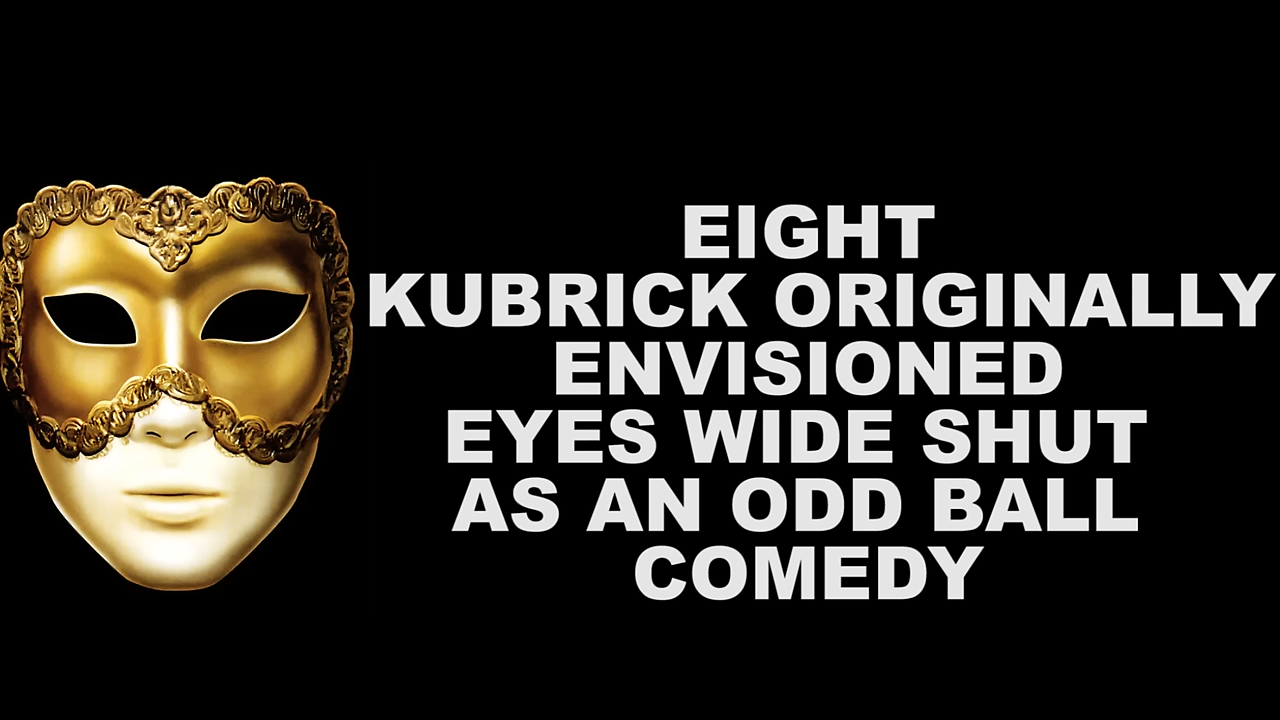 EIGHT
KUBRICK ORIGINALLY
ENVISIONED
EYES WIDE SHUT
AS AN ODD BALL
COMEDY